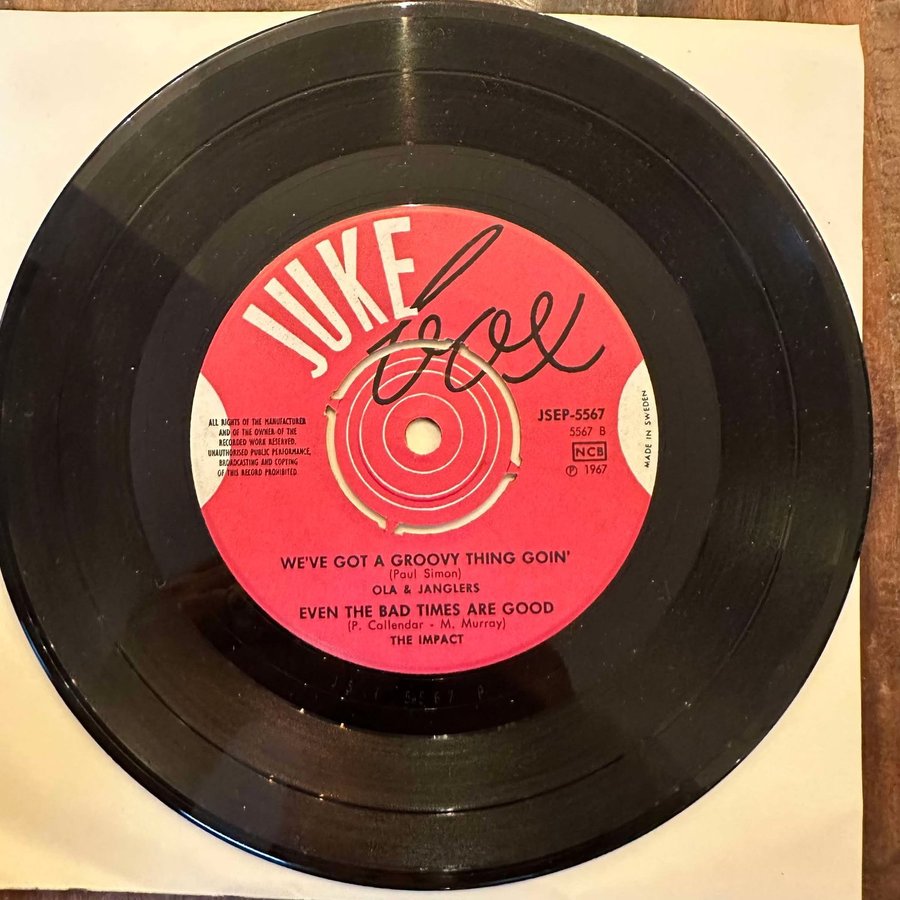 JUKE
box
JSEP-5567
5567 B
NCB
℗ 1967
MADE IN SWEDEN
ALL RIGHTS OF THE MANUFACTURER
AND OF THE OWNER OF THE
RECORDED WORK RESERVED.
UNAUTHORISED PUBLIC PERFORMANCE,
BROADCASTING AND COPYING
OF THIS RECORD PROHIBITED.
WE'VE GOT A GROOVY THING GOIN'
(Paul Simon)
OLA & JANGLERS
EVEN THE BAD TIMES ARE GOOD
(P. Callendar - M. Murray)
THE IMPACT